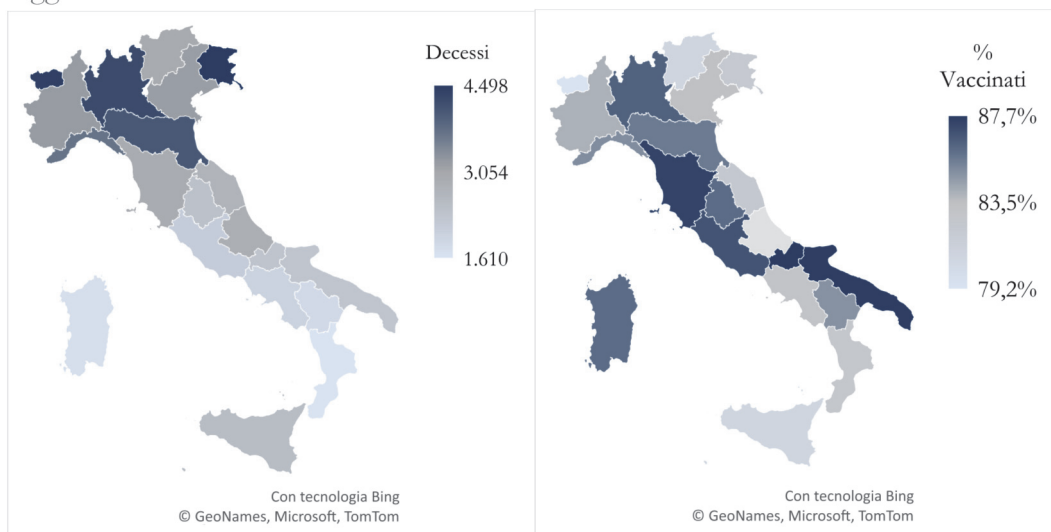 Decessi
4.498
3.054
1.610
Con tecnologia Bing
© GeoNames, Microsoft, TomTom
%
Vaccinati
87,7%
83,5%
79,2%
Con tecnologia Bing
© GeoNames, Microsoft, TomTom